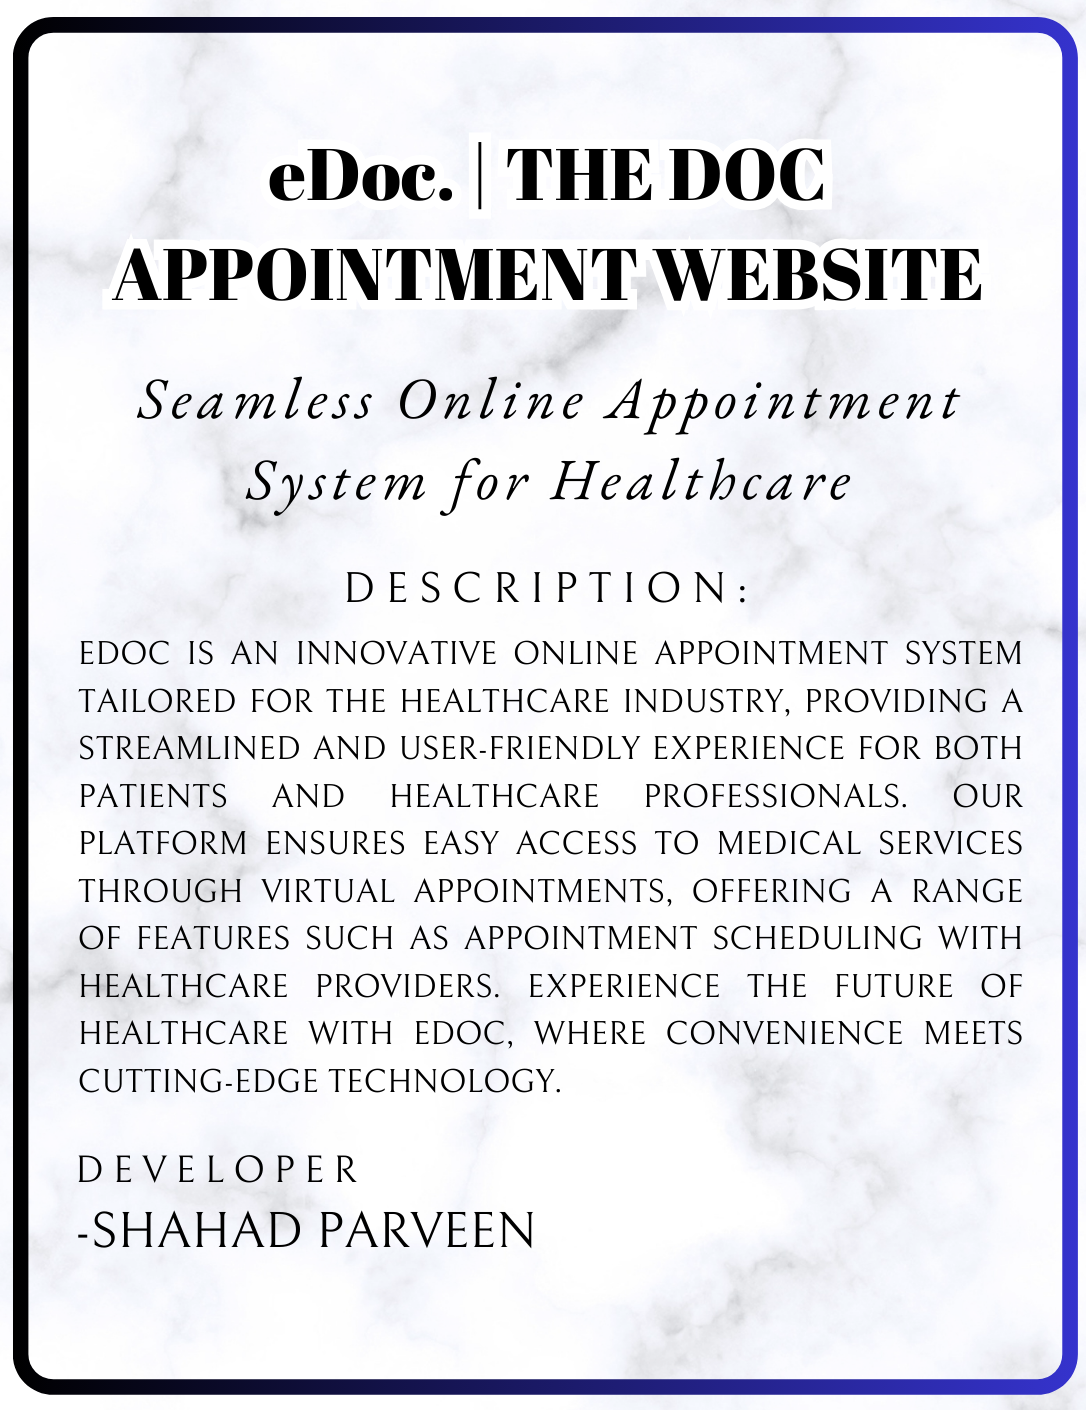 eDoc. | THE DOC
APPOINTMENT WEBSITE
Seamless Online Appointment
System for Healthcare
DESCRIPTION:
EDOC IS AN INNOVATIVE ONLINE APPOINTMENT SYSTEM
TAILORED FOR THE HEALTHCARE INDUSTRY, PROVIDING A
STREAMLINED AND USER-FRIENDLY EXPERIENCE FOR BOTH
PATIENTS AND HEALTHCARE PROFESSIONALS. OUR
PLATFORM ENSURES EASY ACCESS TO MEDICAL SERVICES
THROUGH VIRTUAL APPOINTMENTS, OFFERING A RANGE
OF FEATURES SUCH AS APPOINTMENT SCHEDULING WITH
HEALTHCARE PROVIDERS. EXPERIENCE THE FUTURE OF
HEALTHCARE WITH EDOC, WHERE CONVENIENCE MEETS
CUTTING-EDGE TECHNOLOGY.
DEVELOPER
-SHAHAD PARVEEN